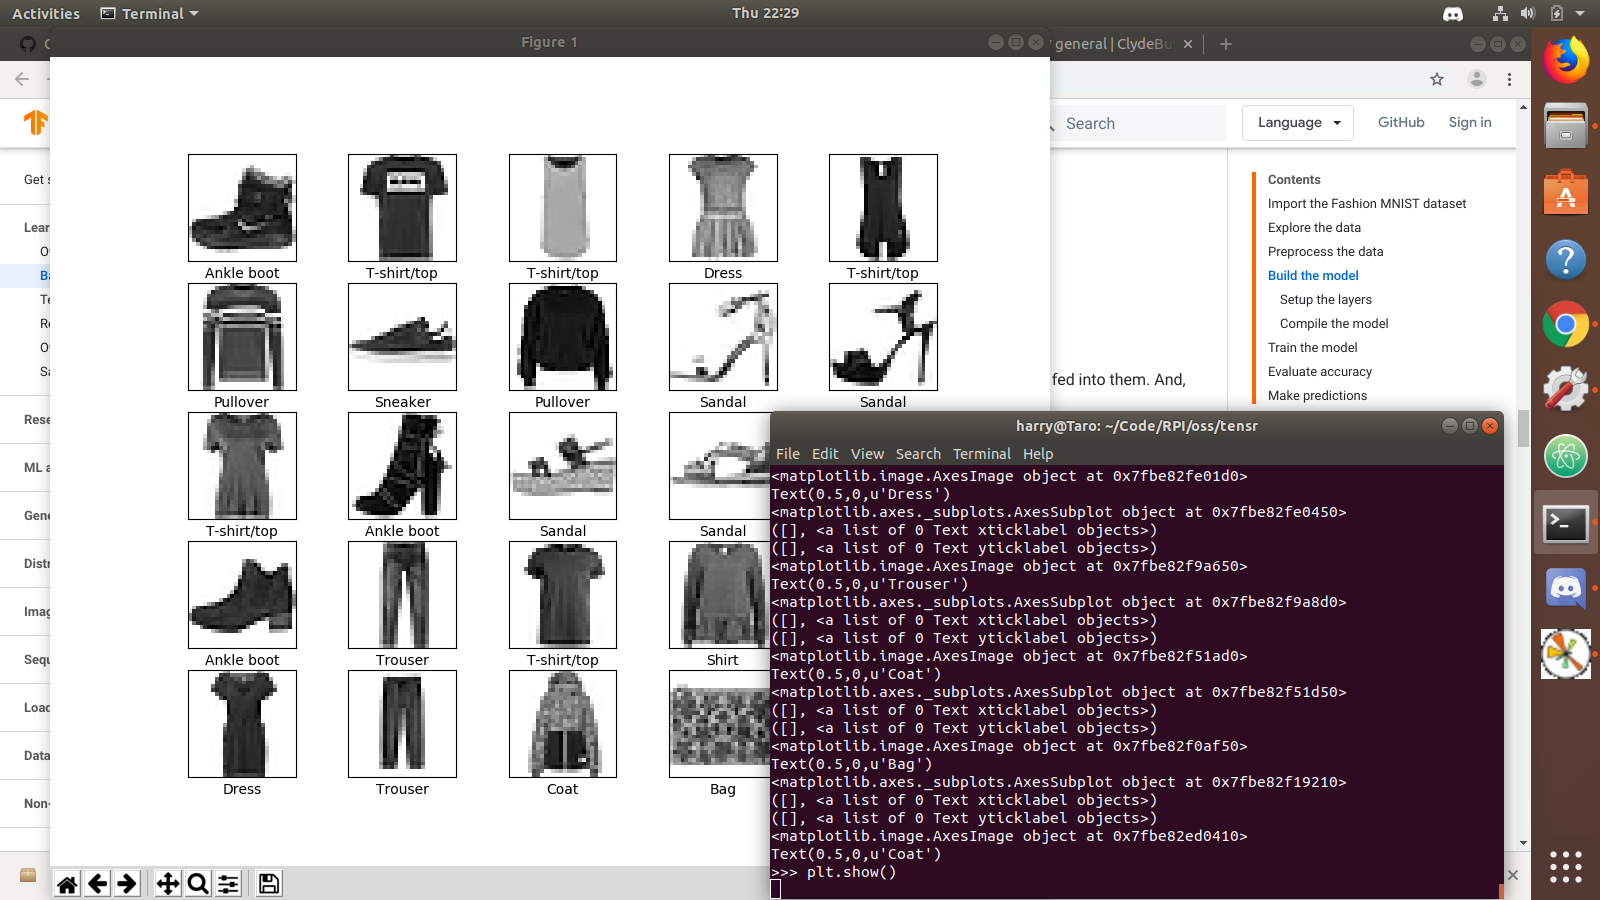 Activities
Terminal
Thu 22:29
Figure 1
general | ClydeBu
Search
Language
GitHub
Sign in
Get s
Lear
O
Ba
Te
Re
O
Sa
Rese
ML a
Gene
Distr
Imag
Sequ
Load
Data
Non-
Ankle boot
T-shirt/top
T-shirt/top
Dress
T-shirt/top
Pullover
Sneaker
Pullover
Sandal
Sandal
T-shirt/top
Ankle boot
Sandal
Sandal
Ankle boot
Trouser
T-shirt/top
Shirt
Dress
Trouser
Coat
Bag
Contents
Import the Fashion MNIST dataset
Explore the data
Preprocess the data
Build the model
Setup the layers
Compile the model
Train the model
Evaluate accuracy
Make predictions
fed into them. And,
harry@Taro: ~/Code/RPI/oss/tensr
File Edit View Search Terminal Help
<matplotlib.image.AxesImage object at 0x7fbe82fe01d0>
Text(0.5,0,u'Dress')
<matplotlib.axes._subplots.AxesSubplot object at 0x7fbe82fe0450>
([], <a list of 0 Text xticklabel objects>)
([], <a list of 0 Text yticklabel objects>)
<matplotlib.image.AxesImage object at 0x7fbe82f9a650>
Text(0.5,0,u'Trouser')
<matplotlib.axes._subplots.AxesSubplot object at 0x7fbe82f9a8d0>
([], <a list of 0 Text xticklabel objects>)
([], <a list of 0 Text yticklabel objects>)
<matplotlib.image.AxesImage object at 0x7fbe82f51ad0>
Text(0.5,0,u'Coat')
<matplotlib.axes._subplots.AxesSubplot object at 0x7fbe82f51d50>
([], <a list of 0 Text xticklabel objects>)
([], <a list of 0 Text yticklabel objects>)
<matplotlib.image.AxesImage object at 0x7fbe82f0af50>
Text(0.5,0,u'Bag')
<matplotlib.axes._subplots.AxesSubplot object at 0x7fbe82f19210>
([], <a list of 0 Text xticklabel objects>)
([], <a list of 0 Text yticklabel objects>)
<matplotlib.image.AxesImage object at 0x7fbe82ed0410>
Text(0.5,0,u'Coat')
>>> plt.show()